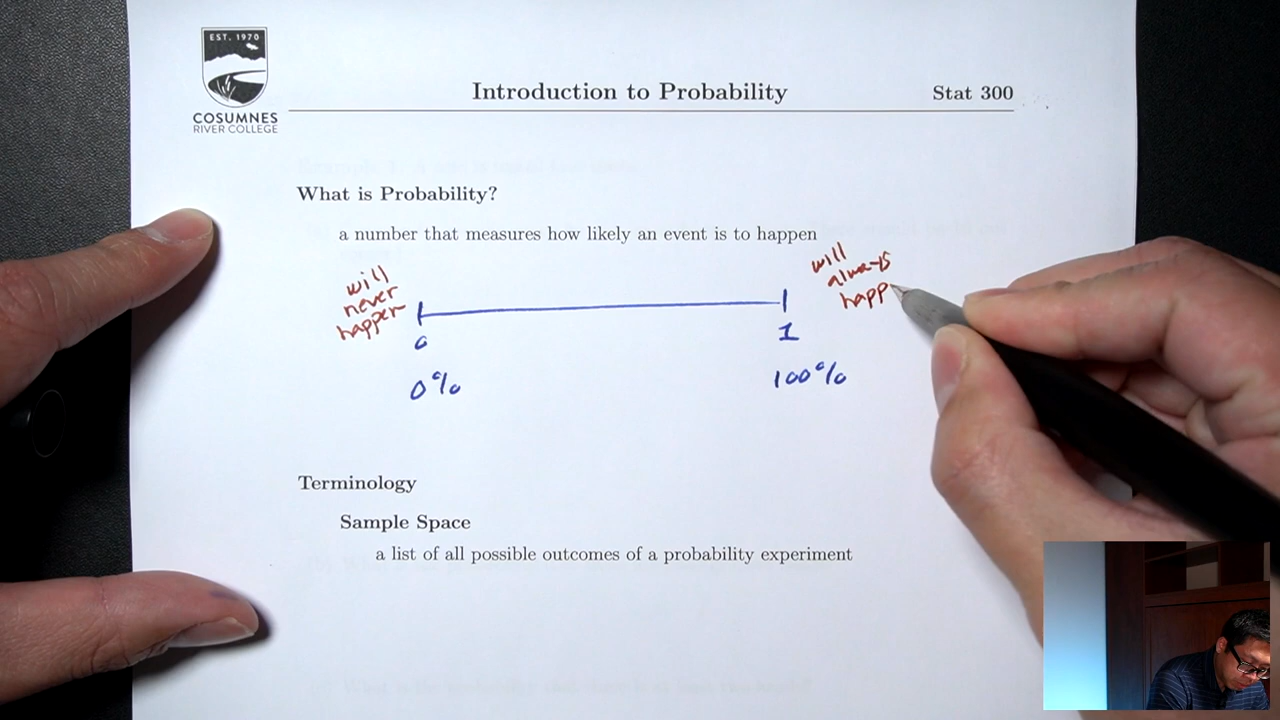 EST. 1970
COSUMNES
RIVER COLLEGE
Introduction to Probability
Stat 300
What is Probability?
a number that measures how likely an event is to happen
will
never
happen
will
always
happ
0
1
0%
100%
Terminology
Sample Space
a list of all possible outcomes of a probability experiment